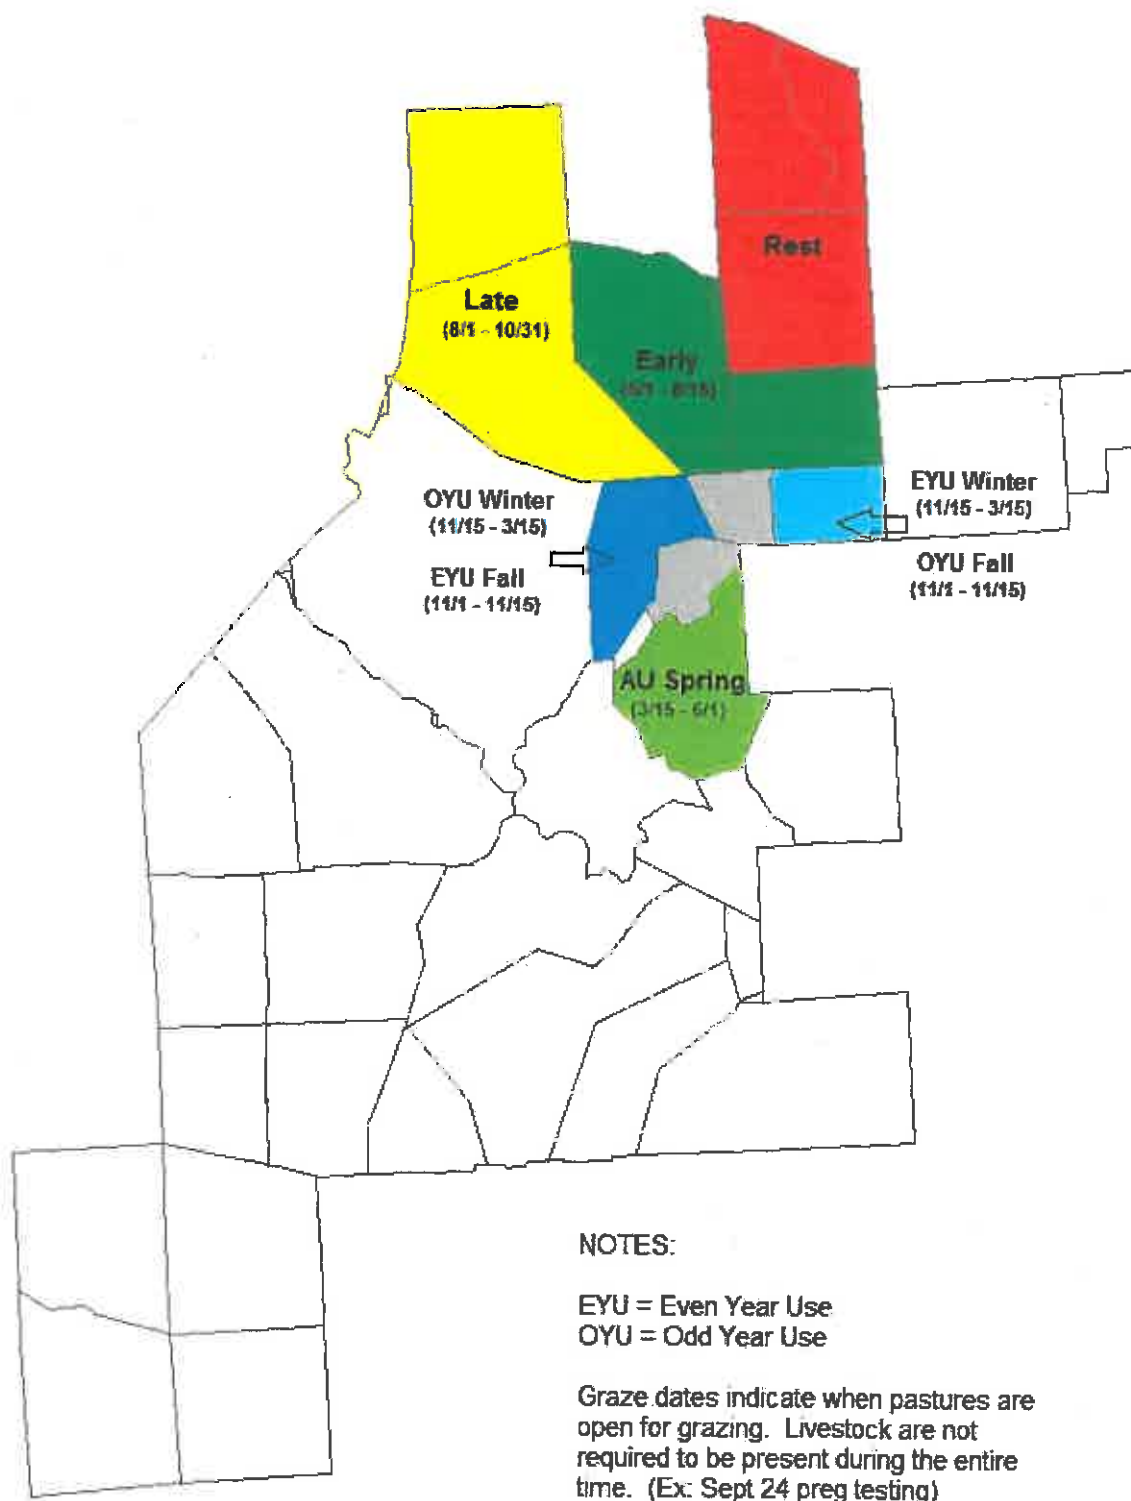 Rest
Late
(8/1 - 10/31)
Early
EYU Winter
(11/15 - 3/15)
OYU Winter
(11/15 - 3/15)
OYU Fall
(11/1 - 11/15)
EYU Fall
(11/1 - 11/15)
AU Spring
(3/15 - 6/1)
NOTES:
EYU = Even Year Use
OYU = Odd Year Use
Graze dates indicate when pastures are
open for grazing. Livestock are not
required to be present during the entire
time. (Ex: Sept 24 preg testing)